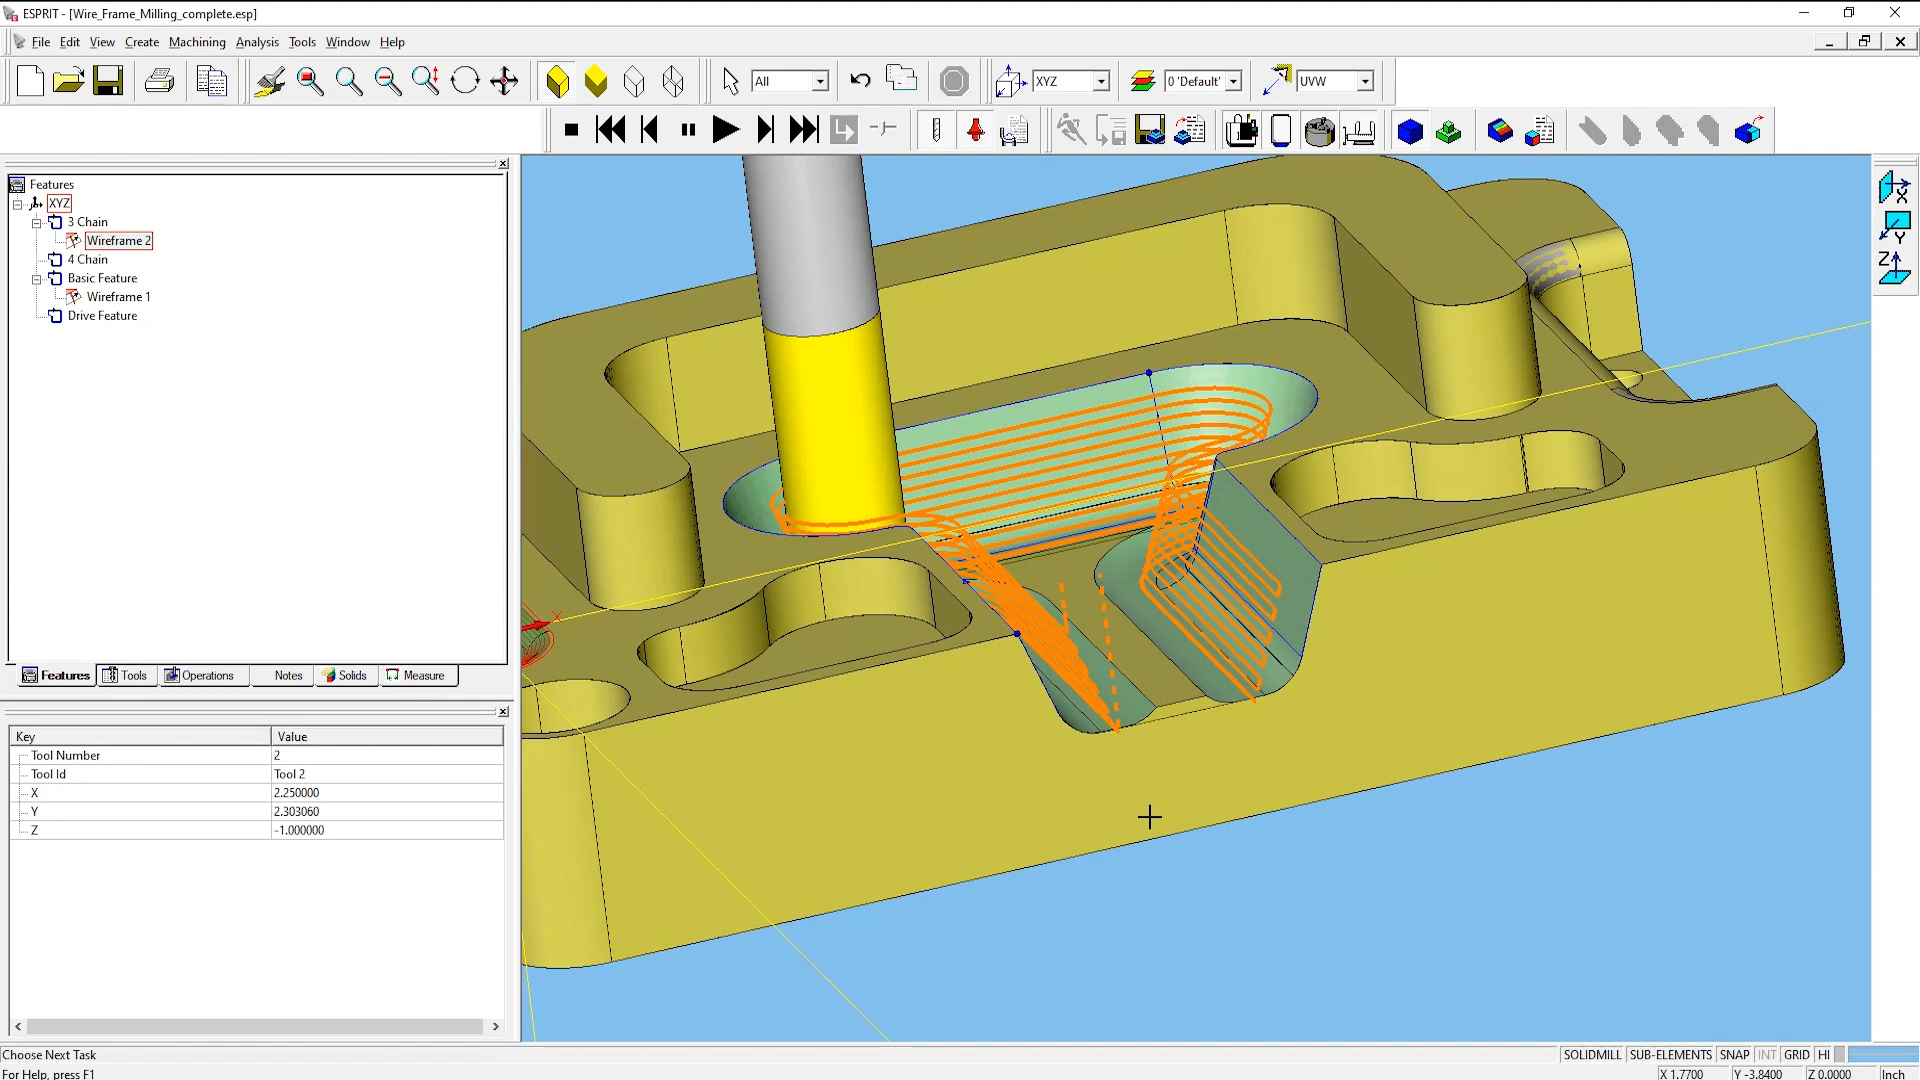 ESPRIT - [Wire_Frame_Milling_complete.esp]
File Edit View Create Machining Analysis Tools Window Help
All XYZ 0 'Default' UVW
Features
XYZ
3 Chain
Wireframe 2
4 Chain
Basic Feature
Wireframe 1
Drive Feature
X
Y
Z
X
Features Tools Operations Notes Solids Measure
Key Value
Tool Number 2
Tool Id Tool 2
X 2.250000
Y 2.303060
Z -1.000000
Choose Next Task SOLIDMILL SUB-ELEMENTS SNAP INT GRID HI
For Help, press F1 X 1.7700 Y -3.8400 Z 0.0000 Inch